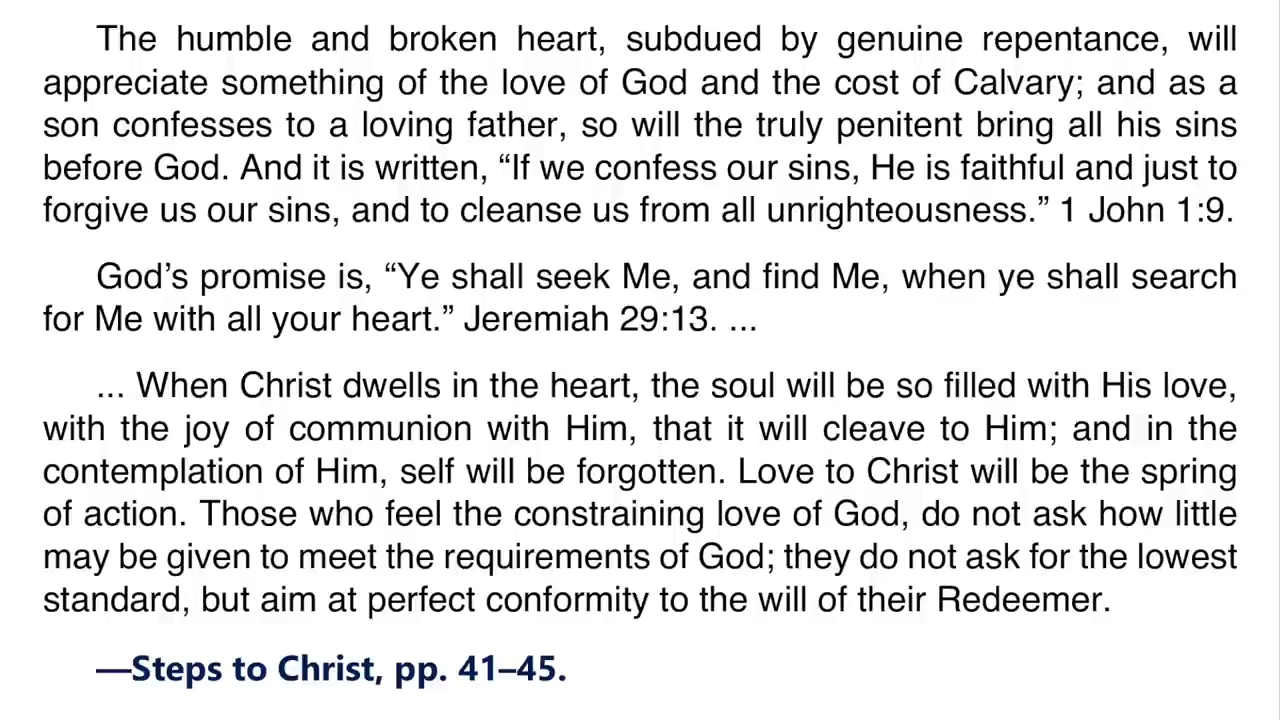 The humble and broken heart, subdued by genuine repentance, will
appreciate something of the love of God and the cost of Calvary; and as a
son confesses to a loving father, so will the truly penitent bring all his sins
before God. And it is written, “If we confess our sins, He is faithful and just to
forgive us our sins, and to cleanse us from all unrighteousness.” 1 John 1:9.
God’s promise is, “Ye shall seek Me, and find Me, when ye shall search
for Me with all your heart.” Jeremiah 29:13. ...
... When Christ dwells in the heart, the soul will be so filled with His love,
with the joy of communion with Him, that it will cleave to Him; and in the
contemplation of Him, self will be forgotten. Love to Christ will be the spring
of action. Those who feel the constraining love of God, do not ask how little
may be given to meet the requirements of God; they do not ask for the lowest
standard, but aim at perfect conformity to the will of their Redeemer.
—Steps to Christ, pp. 41–45.